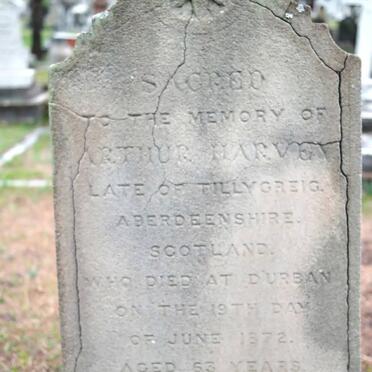 SACRED
TO THE MEMORY OF
ARTHUR HARVEY
LATE OF TILLYGREIG.
ABERDEENSHIRE.
SCOTLAND.
WHO DIED AT D'URBAN
ON THE 19TH DAY
OF JUNE 1872.
AGED 63 YEARS.